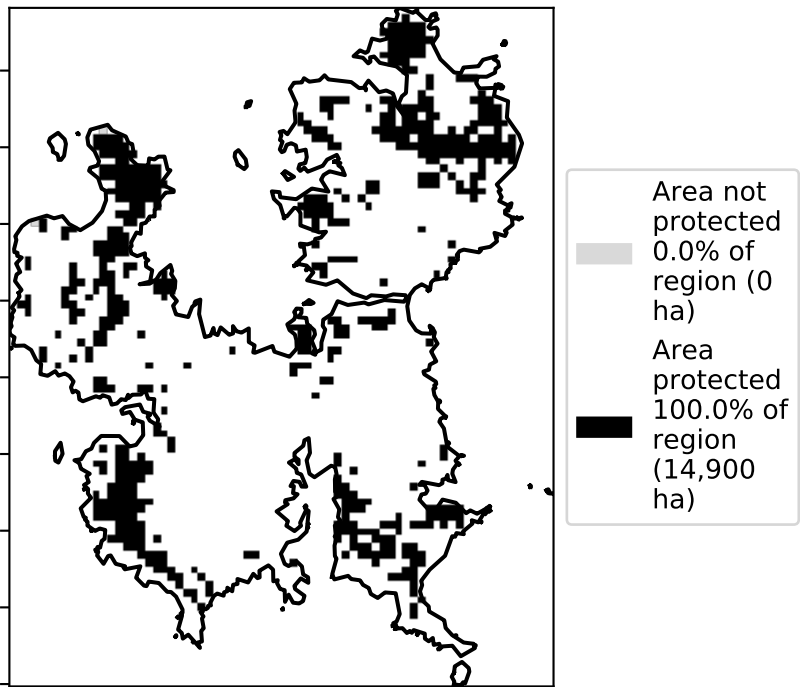 Area not
protected
0.0% of
region (0
ha)
Area
protected
100.0% of
region
(14,900
ha)